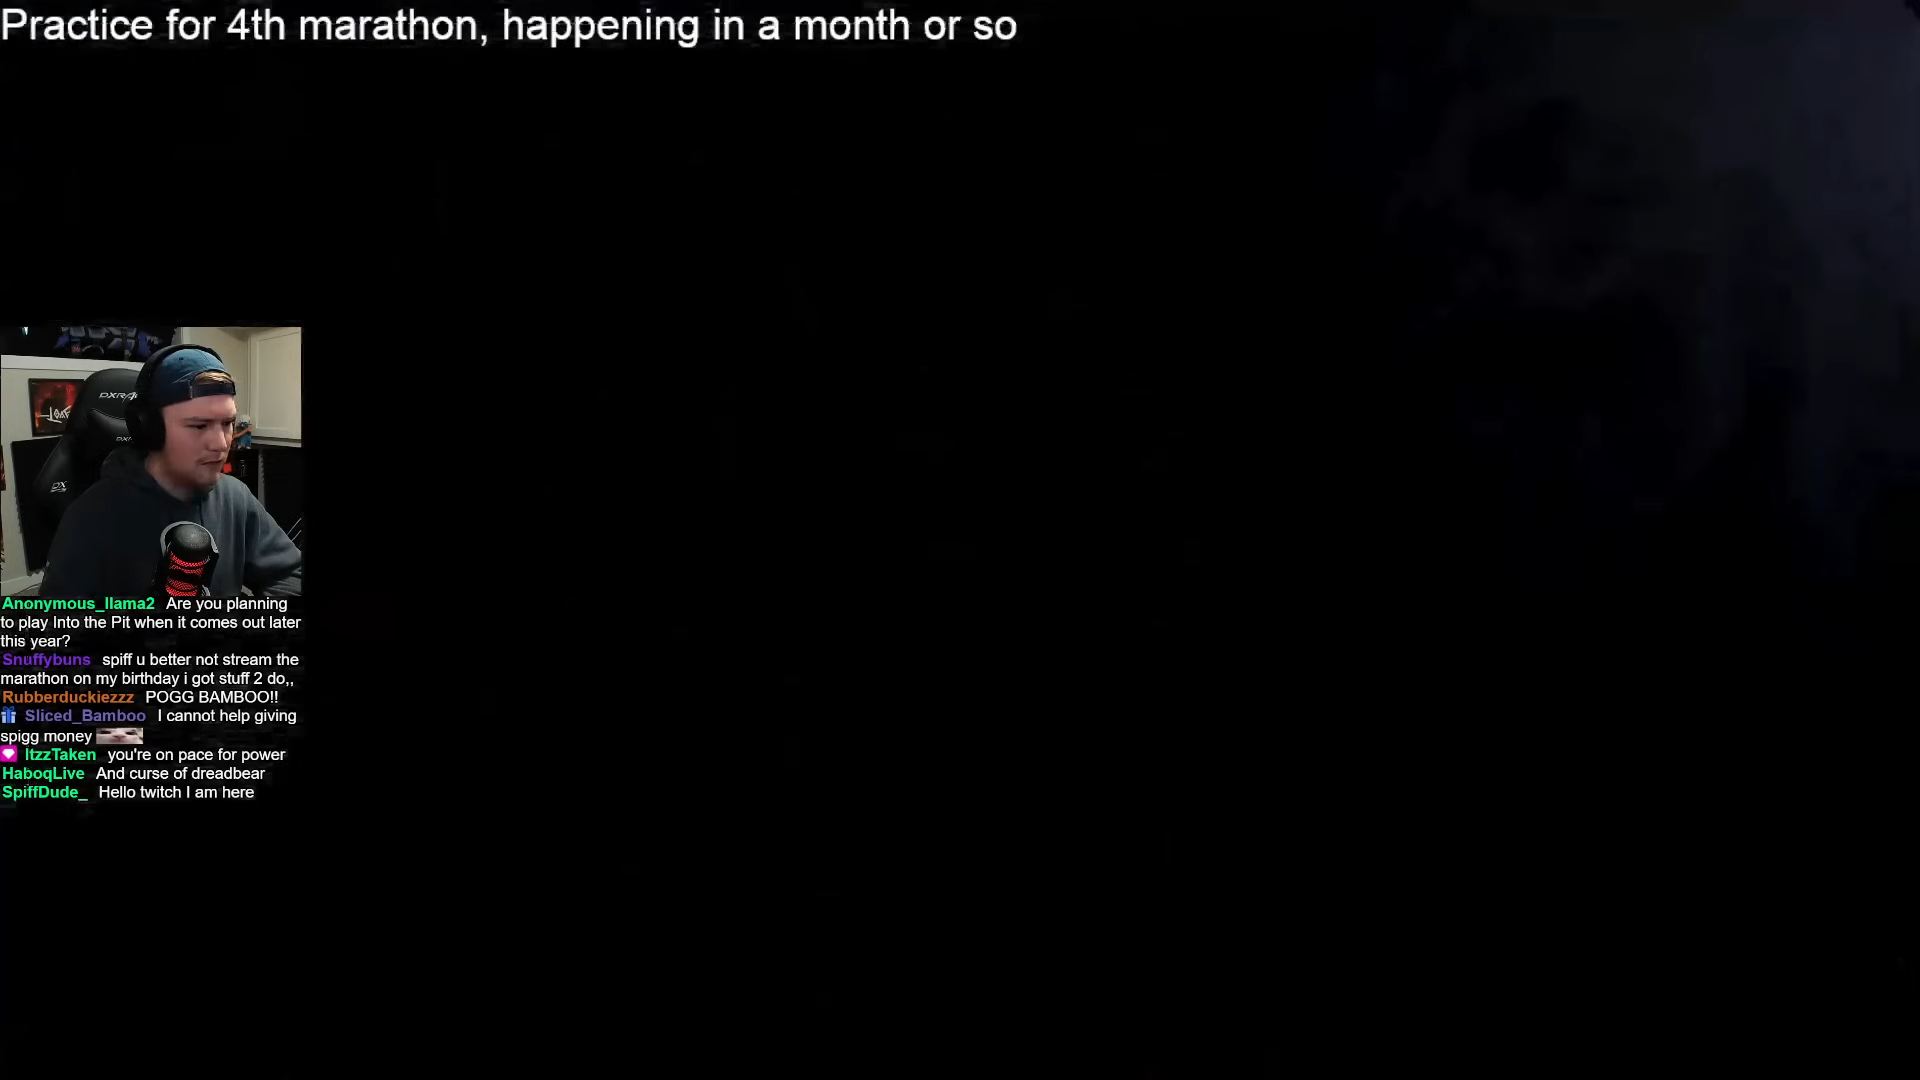 Practice for 4th marathon, happening in a month or so
DXRA
DX
Anonymous_llama2 Are you planning
to play Into the Pit when it comes out later
this year?
Snuffybuns spiff u better not stream the
marathon on my birthday i got stuff 2 do,,
Rubberduckiezzz POGG BAMBOO!!
Sliced_Bamboo I cannot help giving
spigg money
ItzzTaken you're on pace for power
HaboqLive And curse of dreadbear
SpiffDude_ Hello twitch I am here